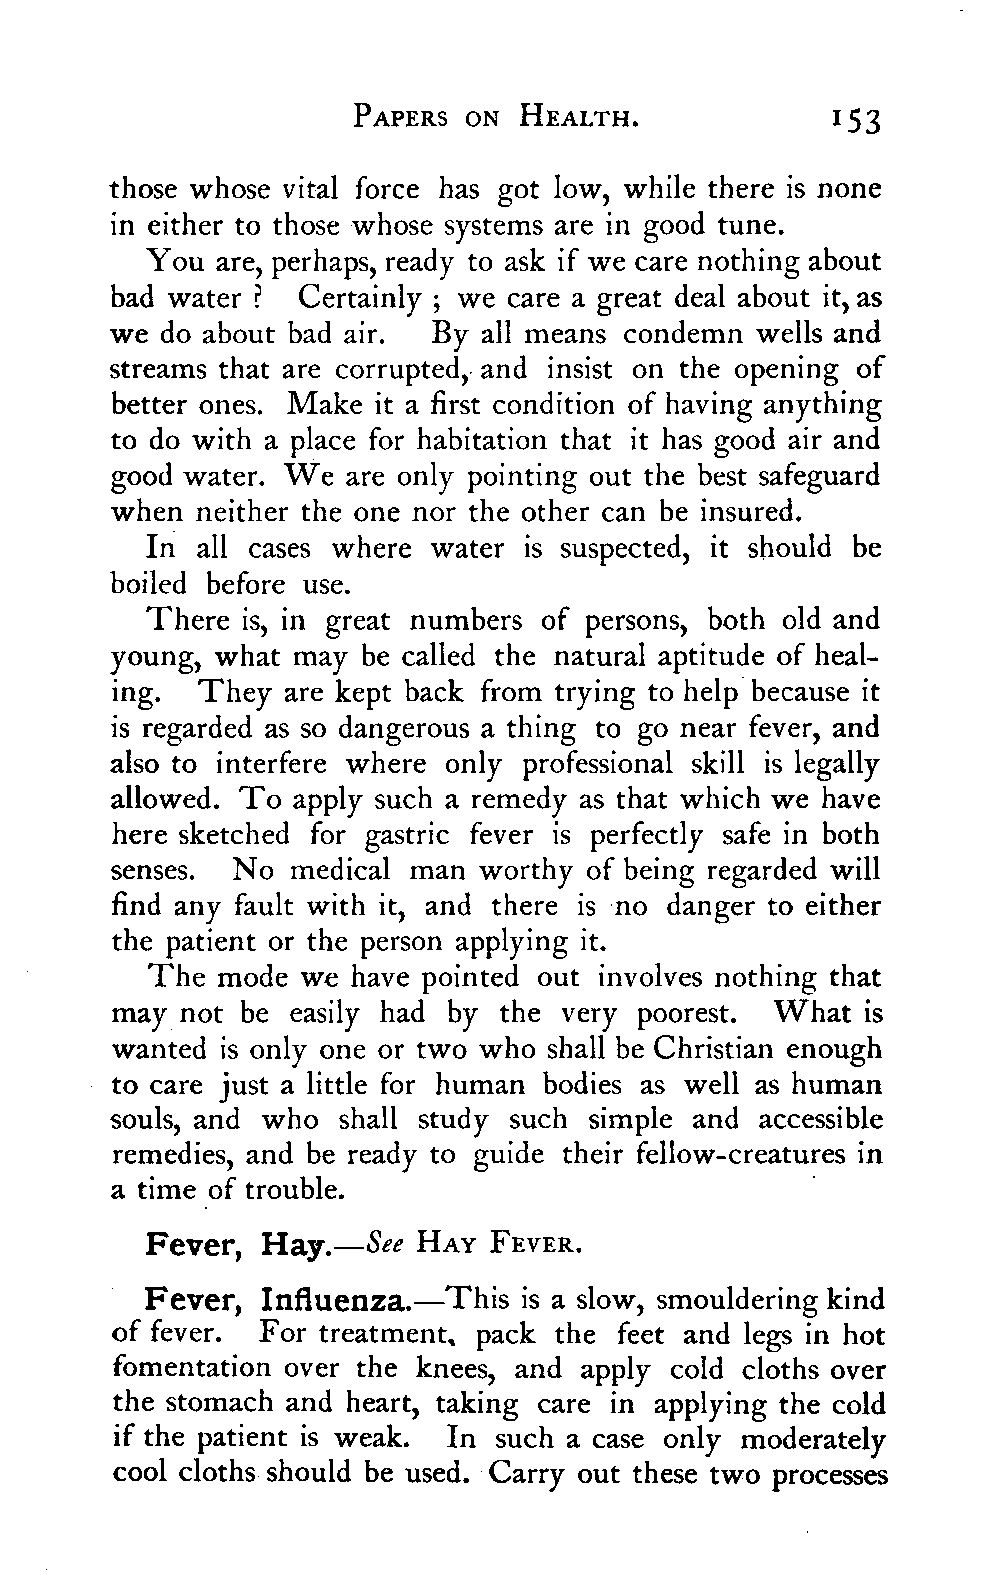 PAPERS ON HEALTH. 153
those whose vital force has got low, while there is none
in either to those whose systems are in good tune.
You are, perhaps, ready to ask if we care nothing about
bad water ? Certainly ; we care a great deal about it, as
we do about bad air. By all means condemn wells and
streams that are corrupted, and insist on the opening of
better ones. Make it a first condition of having anything
to do with a place for habitation that it has good air and
good water. We are only pointing out the best safeguard
when neither the one nor the other can be insured.
In all cases where water is suspected, it should be
boiled before use.
There is, in great numbers of persons, both old and
young, what may be called the natural aptitude of heal-
ing. They are kept back from trying to help because it
is regarded as so dangerous a thing to go near fever, and
also to interfere where only professional skill is legally
allowed. To apply such a remedy as that which we have
here sketched for gastric fever is perfectly safe in both
senses. No medical man worthy of being regarded will
find any fault with it, and there is no danger to either
the patient or the person applying it.
The mode we have pointed out involves nothing that
may not be easily had by the very poorest. What is
wanted is only one or two who shall be Christian enough
to care just a little for human bodies as well as human
souls, and who shall study such simple and accessible
remedies, and be ready to guide their fellow-creatures in
a time of trouble.
Fever, Hay.—See HAY FEVER.
Fever, Influenza.—This is a slow, smouldering kind
of fever. For treatment, pack the feet and legs in hot
fomentation over the knees, and apply cold cloths over
the stomach and heart, taking care in applying the cold
if the patient is weak. In such a case only moderately
cool cloths should be used. Carry out these two processes